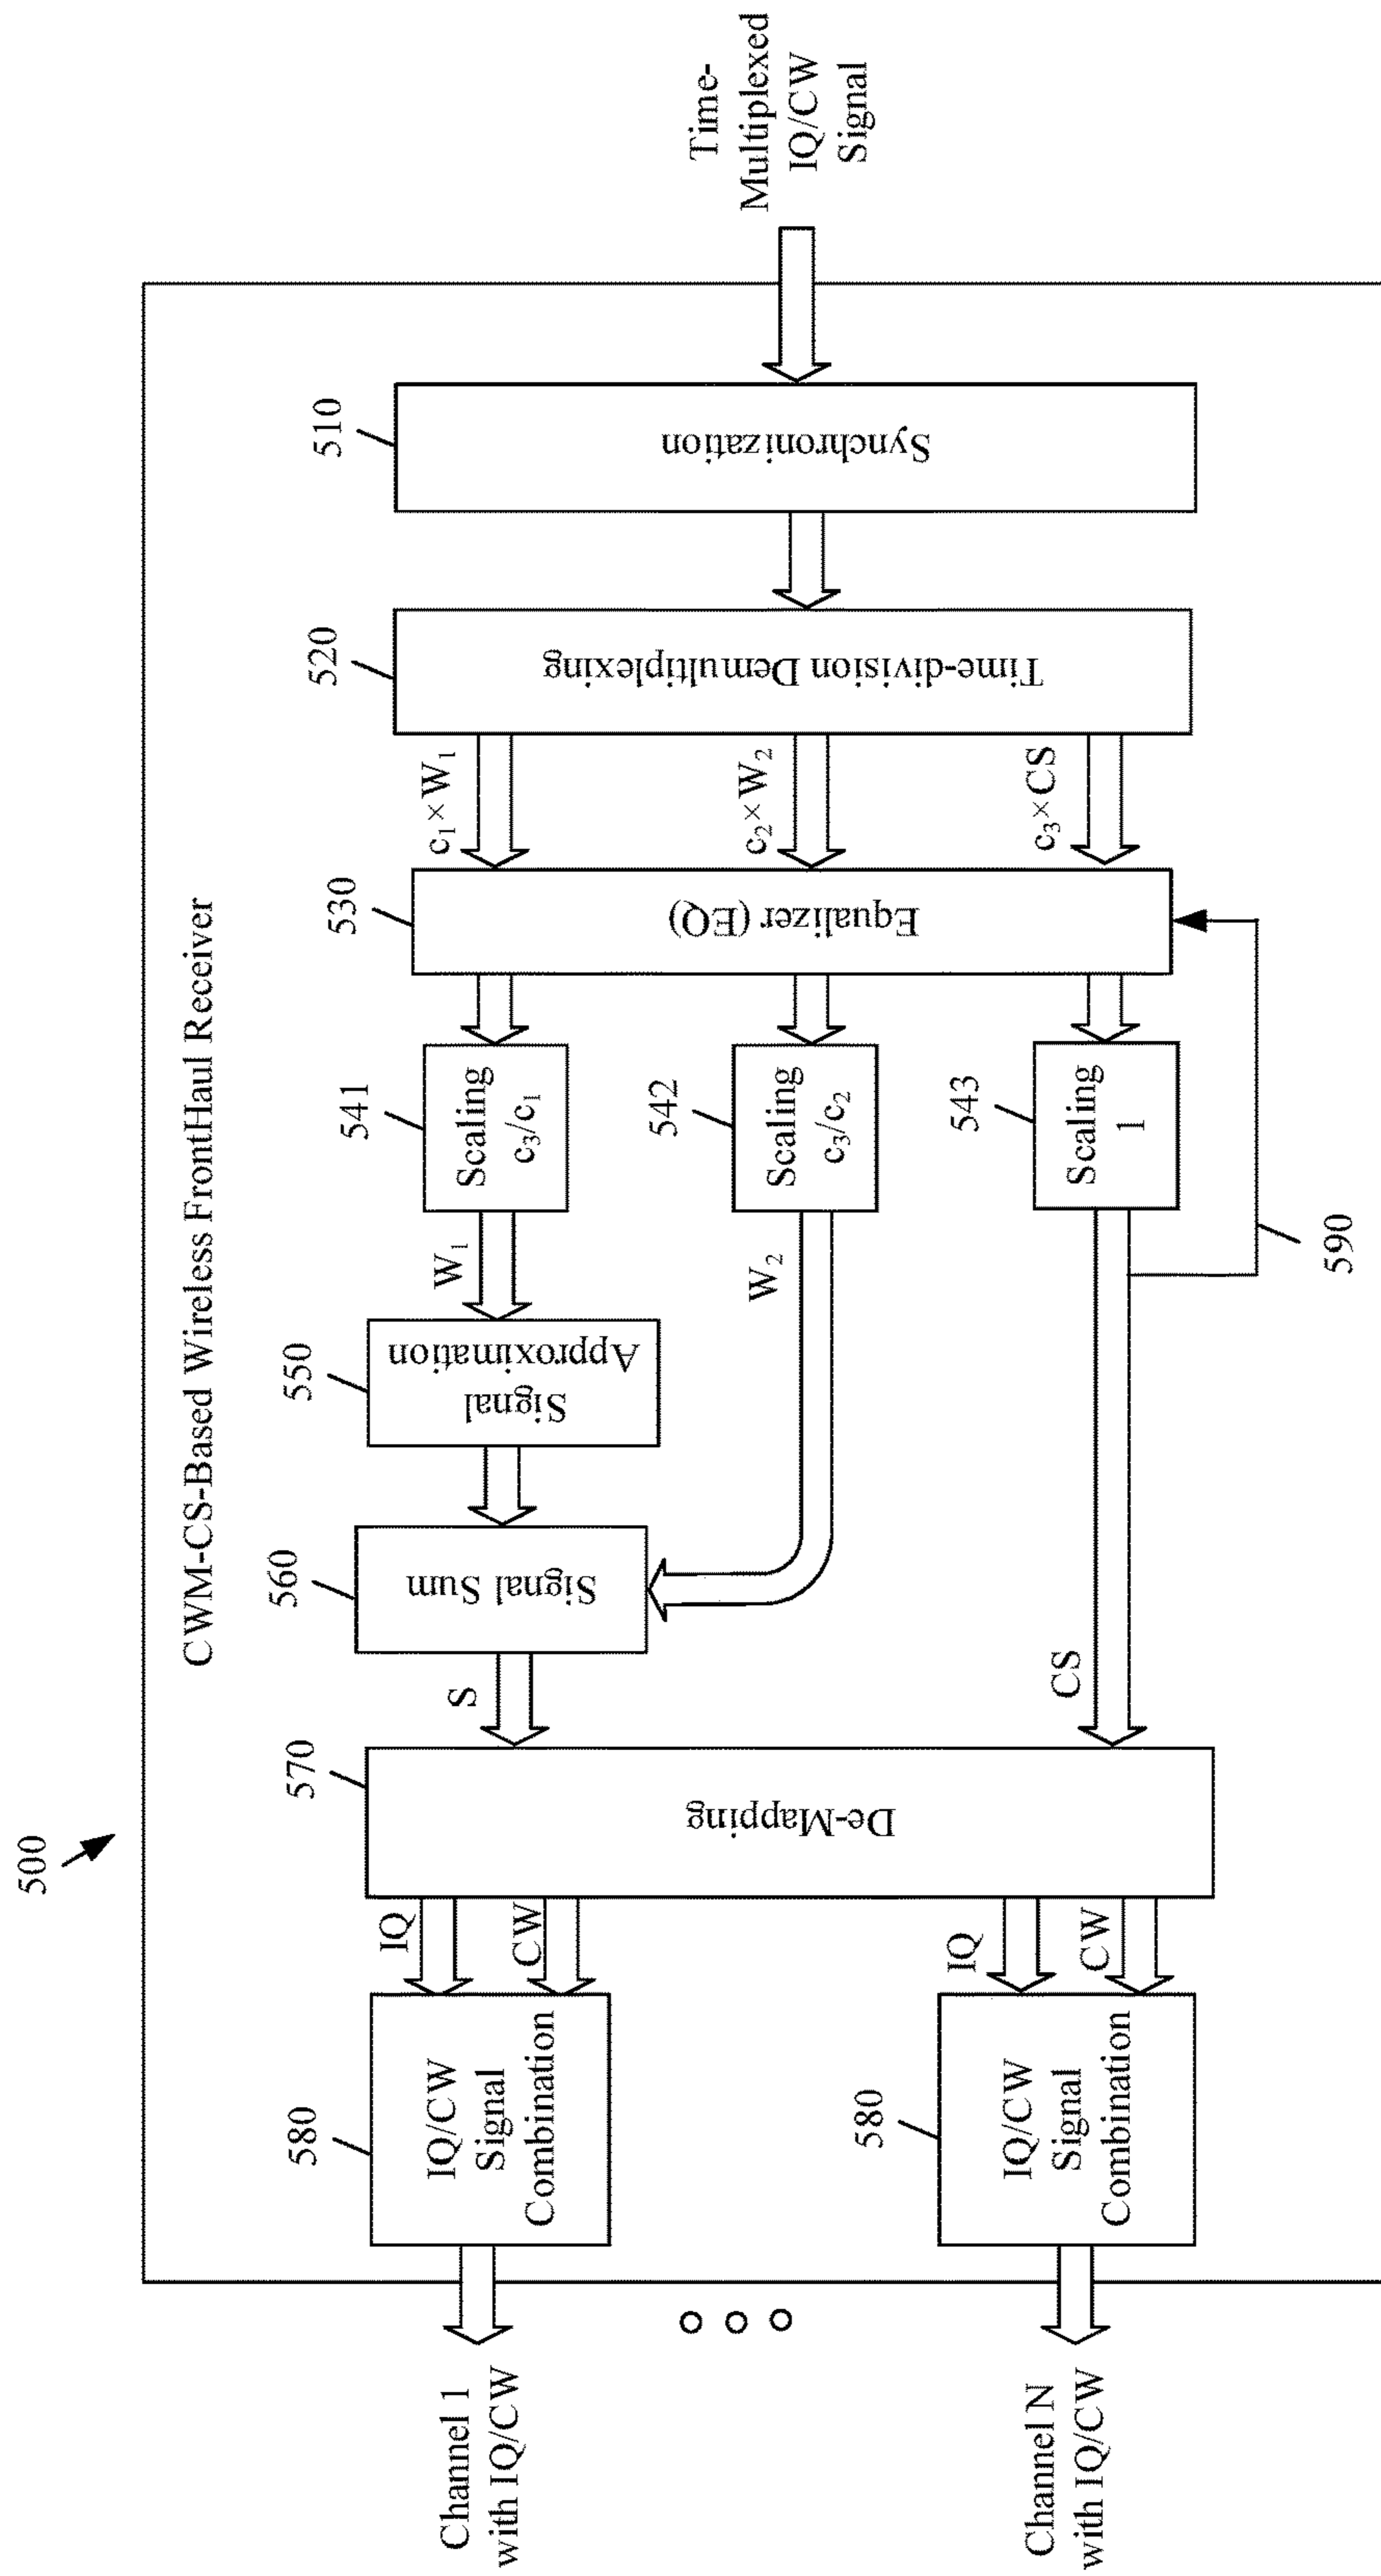 500
CWM-CS-Based Wireless FrontHaul Receiver
Time-
Multiplexed
IQ/CW
Signal
510
Synchronization
520
Time-division Demultiplexing
c₁×W₁
c₂×W₂
c₃×CS
530
Equalizer (EQ)
541
Scaling
c₃/c₁
542
Scaling
c₃/c₂
543
Scaling
1
590
W₁
W₂
550
Signal
Approximation
560
Signal Sum
S
CS
570
De-Mapping
IQ
CW
IQ
CW
580
IQ/CW
Signal
Combination
580
IQ/CW
Signal
Combination
Channel 1
with IQ/CW
Channel N
with IQ/CW